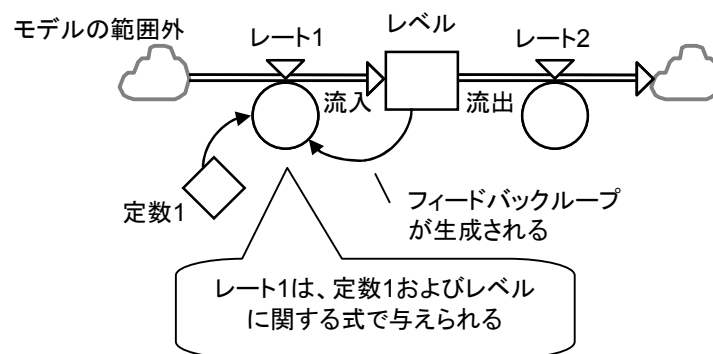 モデルの範囲外
レート1
レベル
レート2
流入
流出
定数1
フィードバックループ
が生成される
レート1は、定数1およびレベル
に関する式で与えられる